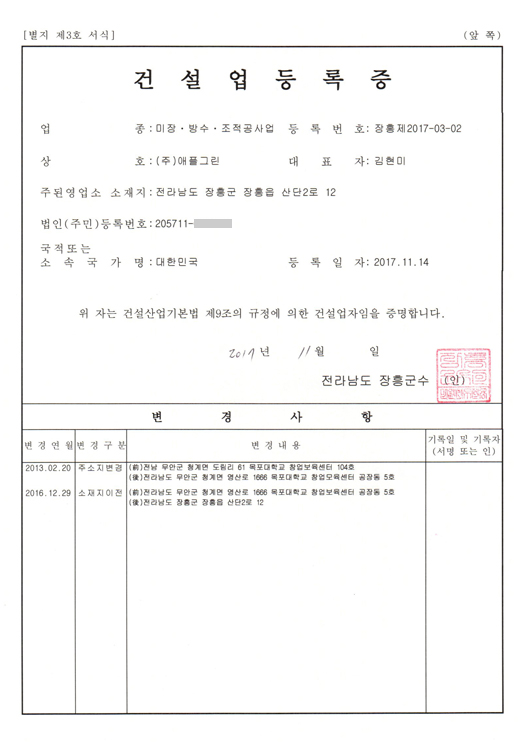 [별지 제3호 서식]
(앞 쪽)
건 설 업 등 록 증
업 종 : 미장・방수・조적공사업 등 록 번 호: 장흥제2017-03-02
상 호 : (주)애플그린 대 표 자: 김현미
주된영업소 소재지: 전라남도 장흥군 장흥읍 산단2로 12
법인(주민)등록번호: 205711-
국적또는
소 속 국 가 명 : 대한민국 등 록 일 자: 2017.11.14
위 자는 건설산업기본법 제9조의 규정에 의한 건설업자임을 증명합니다.
2017 년 11 월 일
전라남도 장흥군수 (인)
변 경 사 항
변 경 연 월 변 경 구 분 변 경 내 용 기록일 및 기록자
(서명 또는 인)
2013.02.20 주소지변경 (前)전남 무안군 청계면 도림리 61 목포대학교 창업보육센터 104호
(後)전라남도 무안군 청계면 영산로 1666 목포대학교 창업보육센터 공장동 5호
2016.12.29 소재지이전 (前)전라남도 무안군 청계면 영산로 1666 목포대학교 창업보육센터 공장동 5호
(後)전라남도 장흥군 장흥읍 산단2로 12